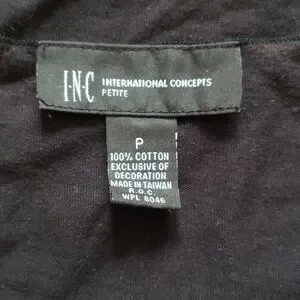 I·N·C INTERNATIONAL CONCEPTS
PETITE
P
100% COTTON
EXCLUSIVE OF
DECORATION
MADE IN TAIWAN
R.O.C.
WPL 8046